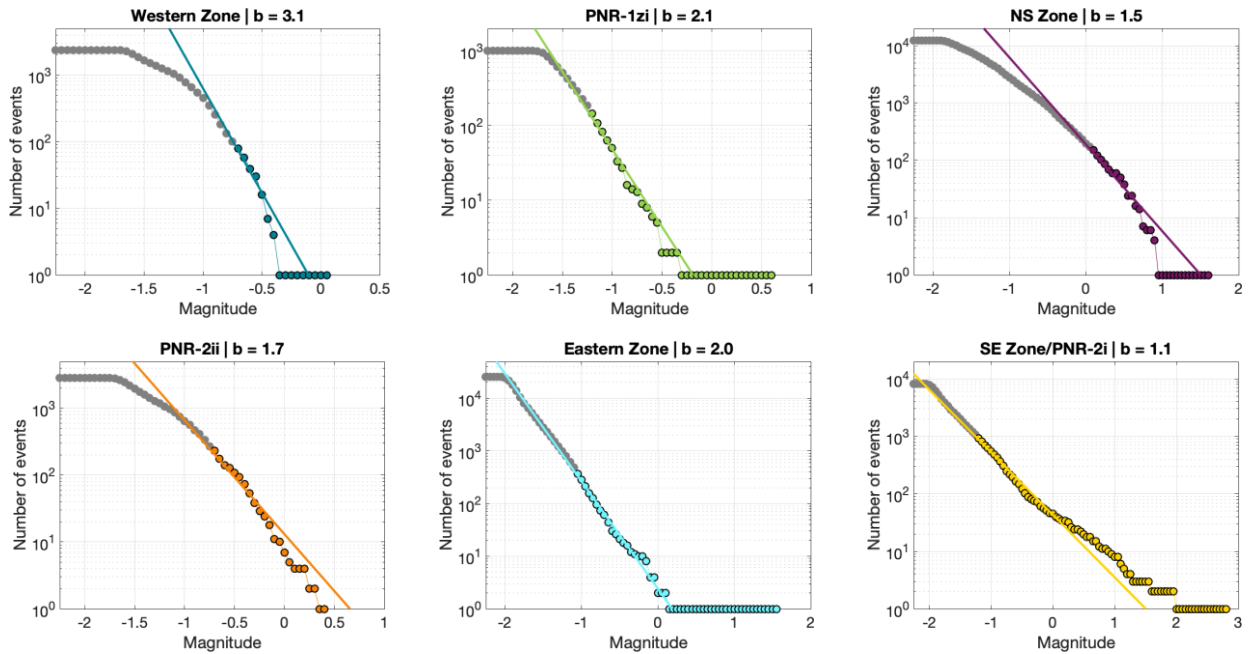 Western Zone | b = 3.1
Number of events
10^3
10^2
10^1
10^0
-2 -1.5 -1 -0.5 0 0.5
Magnitude
PNR-1zi | b = 2.1
Number of events
10^3
10^2
10^1
10^0
-2 -1.5 -1 -0.5 0 0.5 1
Magnitude
NS Zone | b = 1.5
Number of events
10^4
10^3
10^2
10^1
10^0
-2 -1 0 1 2
Magnitude
PNR-2ii | b = 1.7
Number of events
10^3
10^2
10^1
10^0
-2 -1.5 -1 -0.5 0 0.5 1
Magnitude
Eastern Zone | b = 2.0
Number of events
10^4
10^3
10^2
10^1
10^0
-2 -1 0 1 2
Magnitude
SE Zone/PNR-2i | b = 1.1
Number of events
10^4
10^3
10^2
10^1
10^0
-2 -1 0 1 2 3
Magnitude